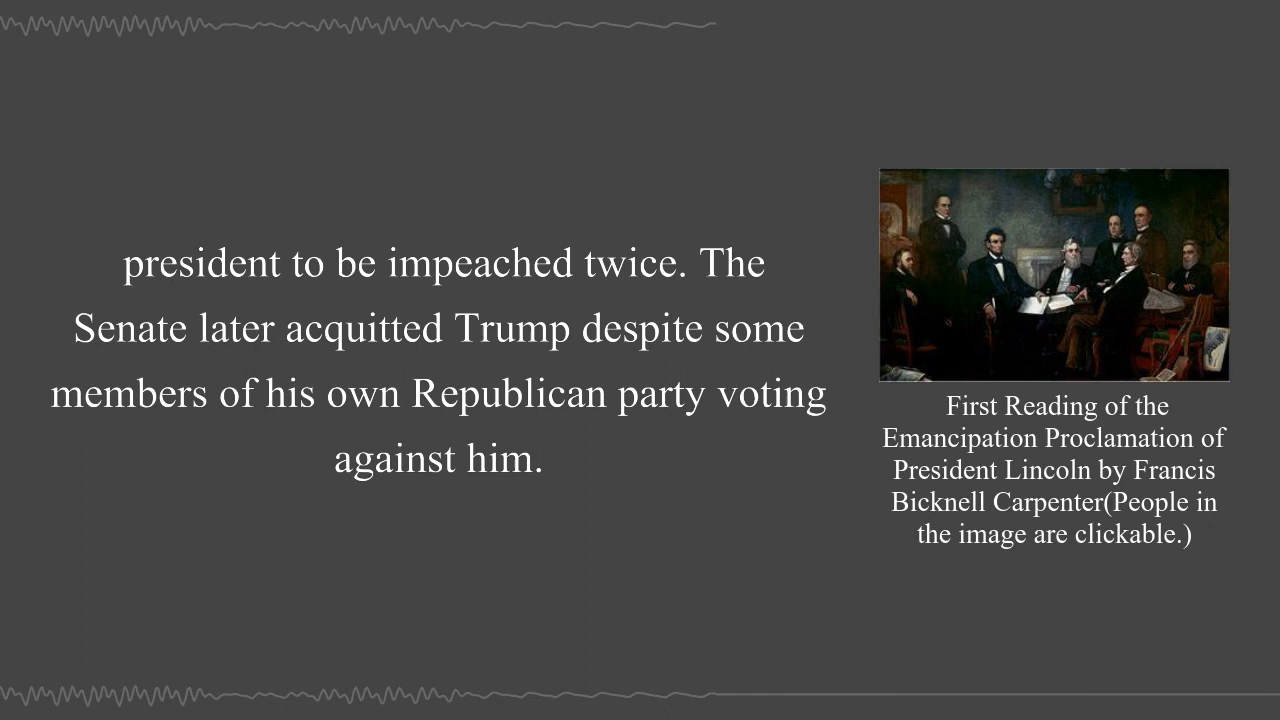 president to be impeached twice. The
Senate later acquitted Trump despite some
members of his own Republican party voting
against him.
First Reading of the
Emancipation Proclamation of
President Lincoln by Francis
Bicknell Carpenter(People in
the image are clickable.)